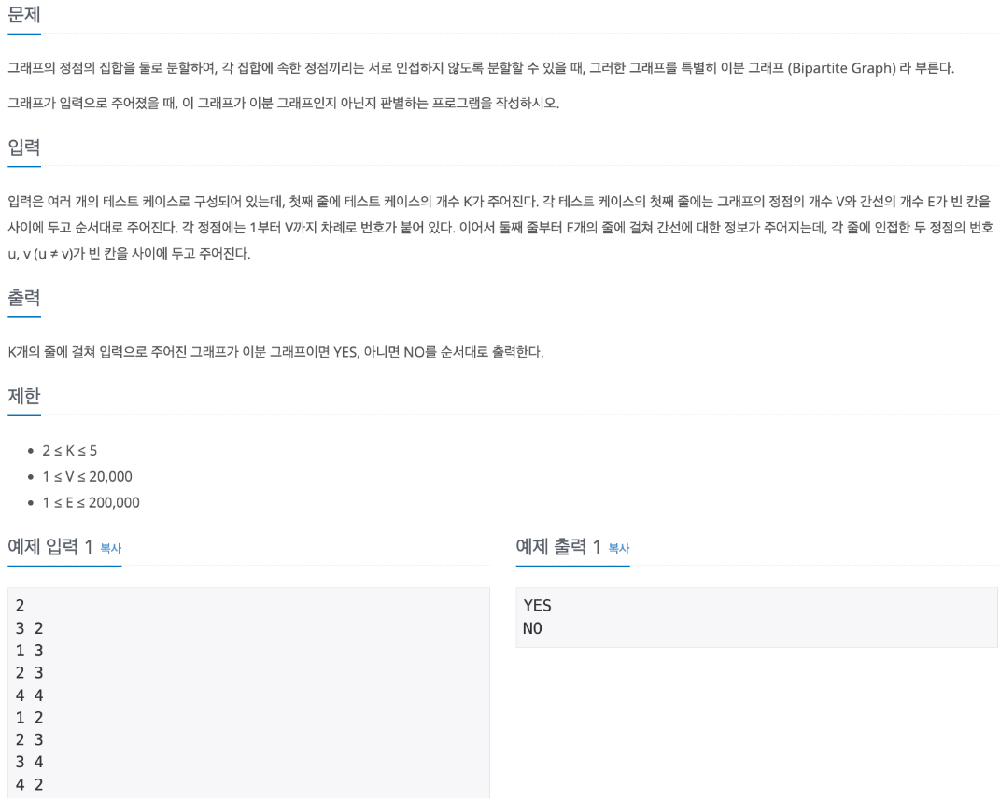 문제
그래프의 정점의 집합을 둘로 분할하여, 각 집합에 속한 정점끼리는 서로 인접하지 않도록 분할할 수 있을 때, 그러한 그래프를 특별히 이분 그래프 (Bipartite Graph) 라 부른다.
그래프가 입력으로 주어졌을 때, 이 그래프가 이분 그래프인지 아닌지 판별하는 프로그램을 작성하시오.
입력
입력은 여러 개의 테스트 케이스로 구성되어 있는데, 첫째 줄에 테스트 케이스의 개수 K가 주어진다. 각 테스트 케이스의 첫째 줄에는 그래프의 정점의 개수 V와 간선의 개수 E가 빈 칸을
사이에 두고 순서대로 주어진다. 각 정점에는 1부터 V까지 차례로 번호가 붙어 있다. 이어서 둘째 줄부터 E개의 줄에 걸쳐 간선에 대한 정보가 주어지는데, 각 줄에 인접한 두 정점의 번호
u, v (u ≠ v)가 빈 칸을 사이에 두고 주어진다.
출력
K개의 줄에 걸쳐 입력으로 주어진 그래프가 이분 그래프이면 YES, 아니면 NO를 순서대로 출력한다.
제한
• 2 ≤ K ≤ 5
• 1 ≤ V ≤ 20,000
• 1 ≤ E ≤ 200,000
예제 입력 1 복사
2
3 2
1 3
2 3
4 4
1 2
2 3
3 4
4 2
예제 출력 1 복사
YES
NO